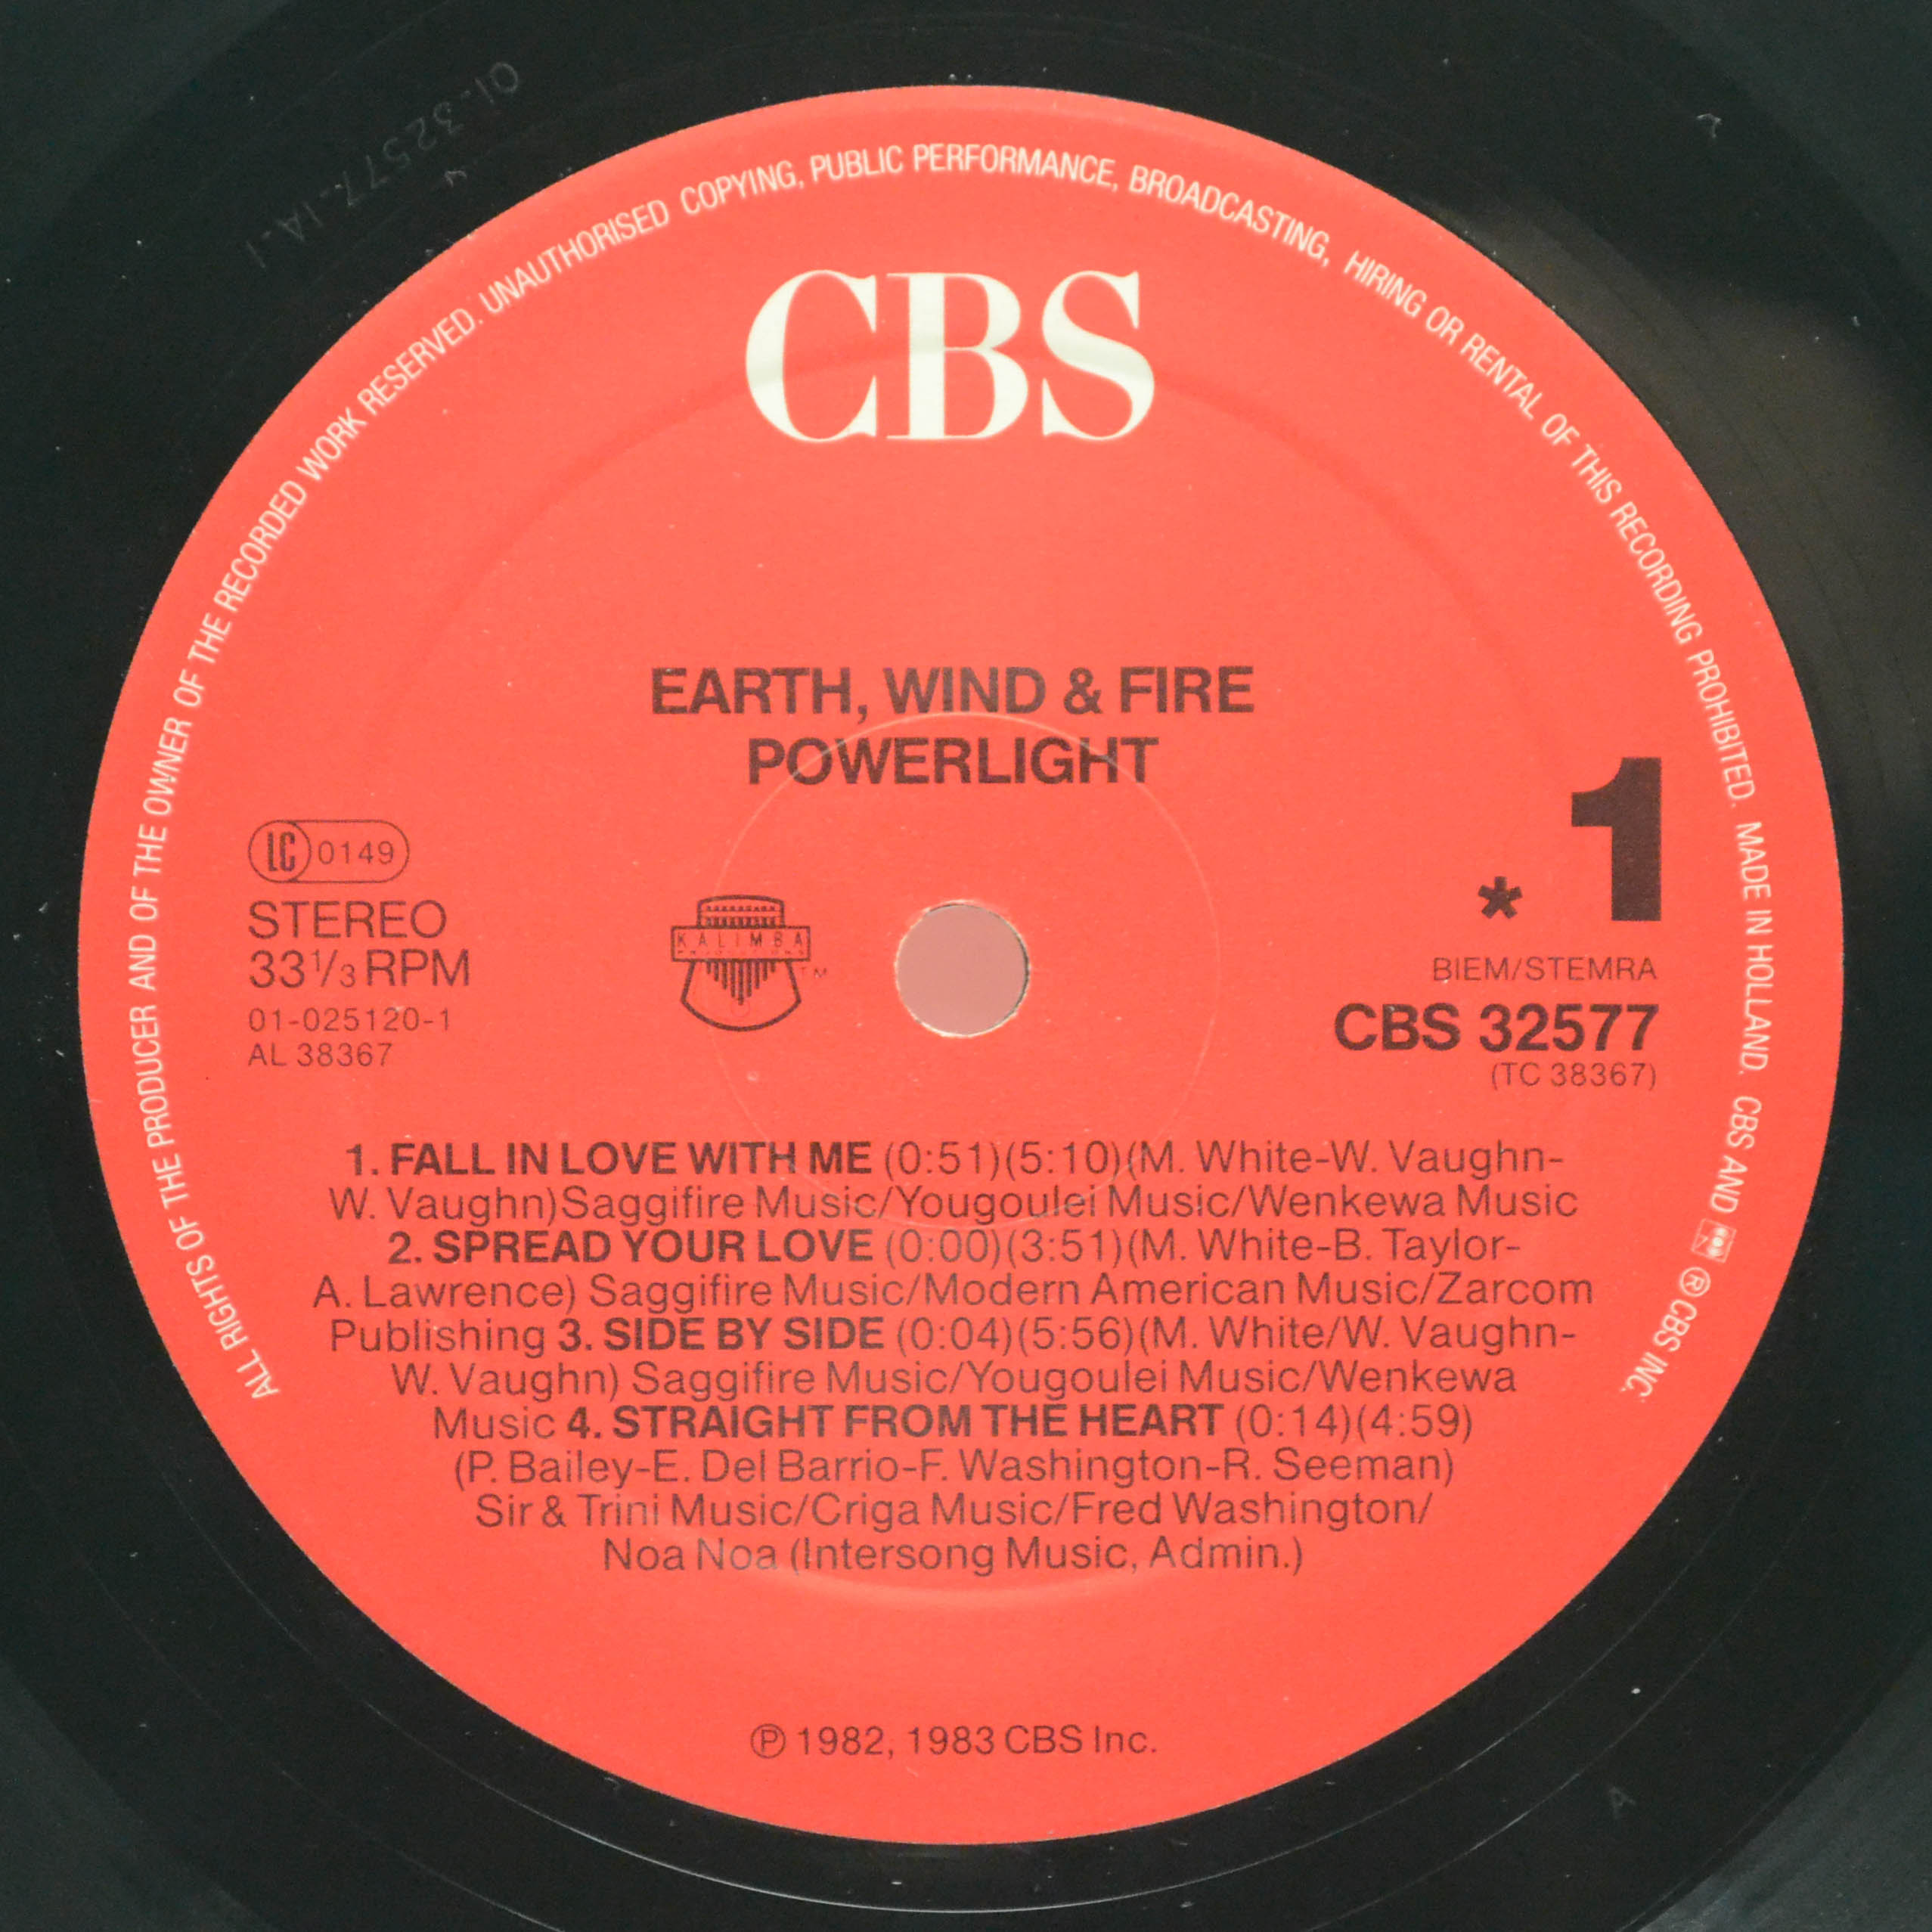 01-32577-1A-1
ALL RIGHTS OF THE PRODUCER AND OF THE OWNER OF THE RECORDED WORK RESERVED. UNAUTHORISED COPYING, PUBLIC PERFORMANCE, BROADCASTING, HIRING OR RENTAL OF THIS RECORDING PROHIBITED. MADE IN HOLLAND. CBS AND ® CBS INC.
CBS
EARTH, WIND & FIRE
POWERLIGHT
LC 0149
STEREO
33⅓ RPM
01-025120-1
AL 38367
KALIMBA
PRODUCTIONS
TM
* 1
BIEM/STEMRA
CBS 32577
(TC 38367)
1. FALL IN LOVE WITH ME (0:51)(5:10)(M. White-W. Vaughn-
W. Vaughn)Saggifire Music/Yougoulei Music/Wenkewa Music
2. SPREAD YOUR LOVE (0:00)(3:51)(M. White-B. Taylor-
A. Lawrence) Saggifire Music/Modern American Music/Zarcom
Publishing 3. SIDE BY SIDE (0:04)(5:56)(M. White/W. Vaughn-
W. Vaughn) Saggifire Music/Yougoulei Music/Wenkewa
Music 4. STRAIGHT FROM THE HEART (0:14)(4:59)
(P. Bailey-E. Del Barrio-F. Washington-R. Seeman)
Sir & Trini Music/Criga Music/Fred Washington/
Noa Noa (Intersong Music, Admin.)
℗ 1982, 1983 CBS Inc.
A